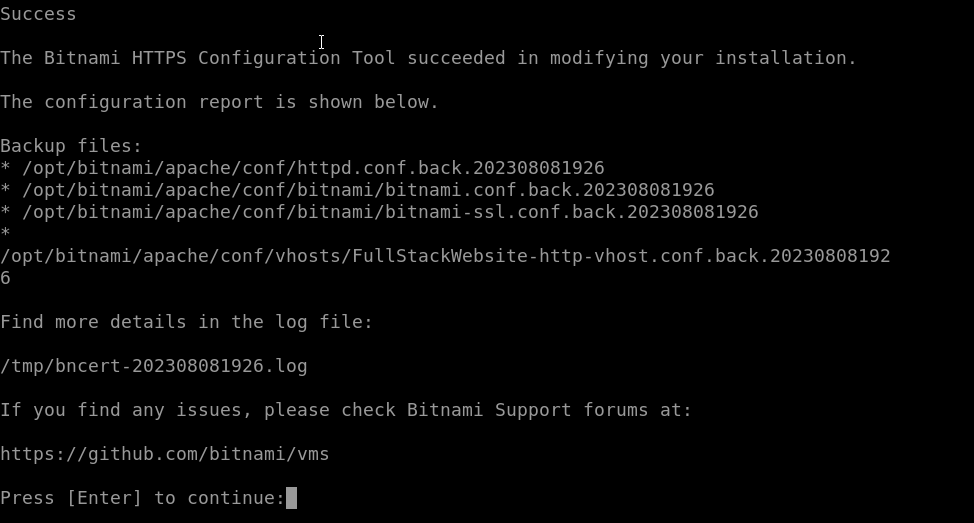 Success
The Bitnami HTTPS Configuration Tool succeeded in modifying your installation.
The configuration report is shown below.
Backup files:
* /opt/bitnami/apache/conf/httpd.conf.back.202308081926
* /opt/bitnami/apache/conf/bitnami/bitnami.conf.back.202308081926
* /opt/bitnami/apache/conf/bitnami/bitnami-ssl.conf.back.202308081926
*
/opt/bitnami/apache/conf/vhosts/FullStackWebsite-http-vhost.conf.back.20230808192
6
Find more details in the log file:
/tmp/bncert-202308081926.log
If you find any issues, please check Bitnami Support forums at:
https://github.com/bitnami/vms
Press [Enter] to continue: